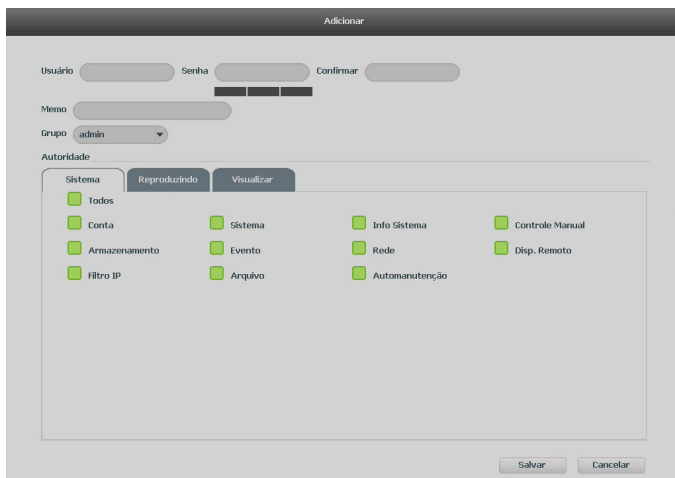 Adicionar
Usuário Senha Confirmar
Memo
Grupo admin
Autoridade
Sistema Reproduzindo Visualizar
Todos
Conta Sistema Info Sistema Controle Manual
Armazenamento Evento Rede Disp. Remoto
Filtro IP Arquivo Automanutenção
Salvar Cancelar